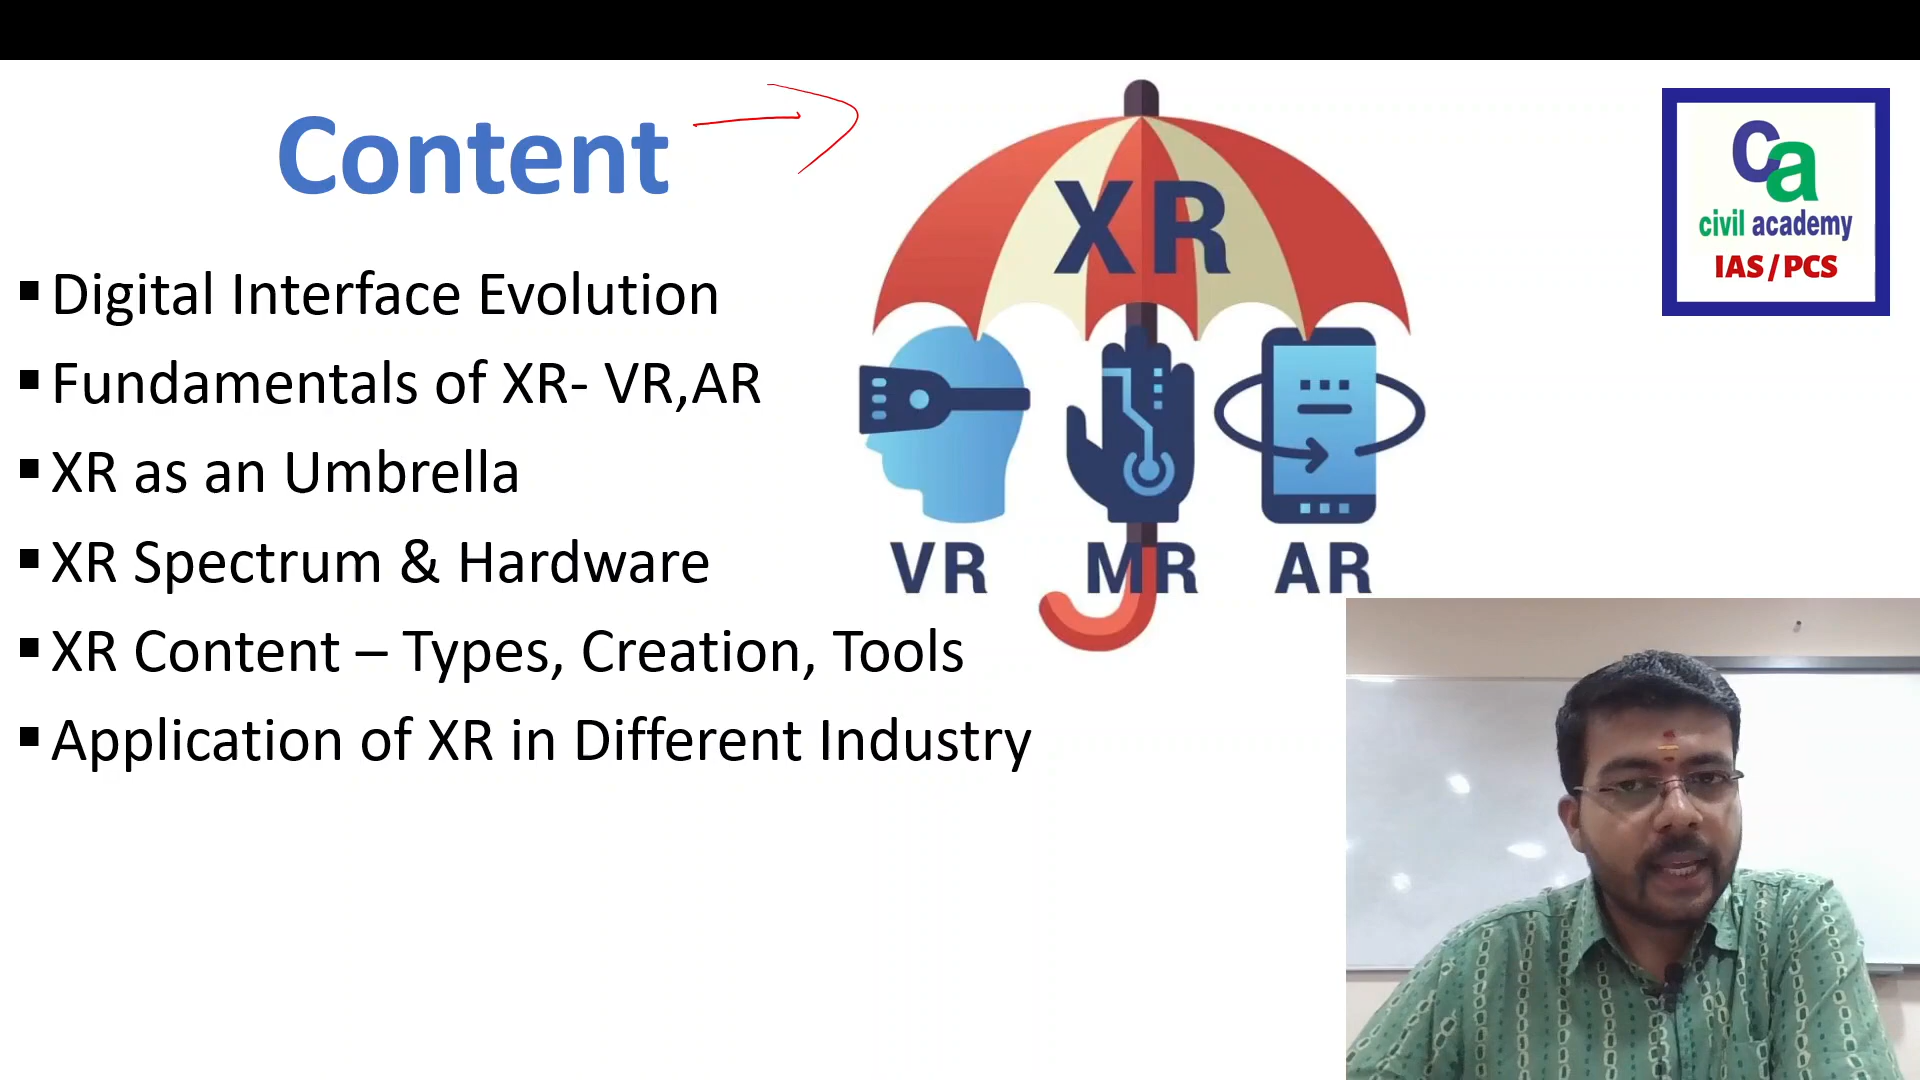 Content
▪ Digital Interface Evolution
▪ Fundamentals of XR- VR,AR
▪ XR as an Umbrella
▪ XR Spectrum & Hardware
▪ XR Content – Types, Creation, Tools
▪ Application of XR in Different Industry
XR
VR MR AR
ca
civil academy
IAS/PCS